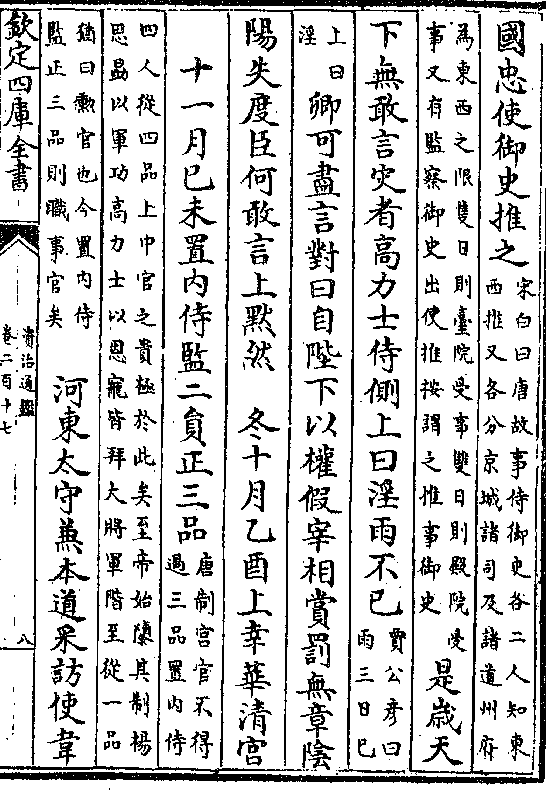 國忠使御史推之
宋白曰唐故事侍御史各二人知東
西推又各分京城諸司及諸道州府
為東西之限隻日則臺院受事雙日則殿院受
事又有監察御史出使推按謂之推事御史
是歲天
下無敢言災者高力士侍側上曰淫雨不已
賈公彥曰
雨三日已
上曰
淫
卿可盡言對曰自陛下以權假宰相賞罰無章陰
陽失度臣何敢言上默然　冬十月乙酉上幸華清宮
十一月已未置内侍監二員正三品
唐制宫官不得
過三品置内侍
四人從四品上中官之貴極於此矣至帝始隳其制楊
思勗以軍功高力士以恩寵皆拜大將軍階至從一品
猶曰勲官也今置内侍
監正三品則職事官矣
河東太守兼本道采訪使韋
欽定四庫全書
資治通鑑
卷二百十七
八